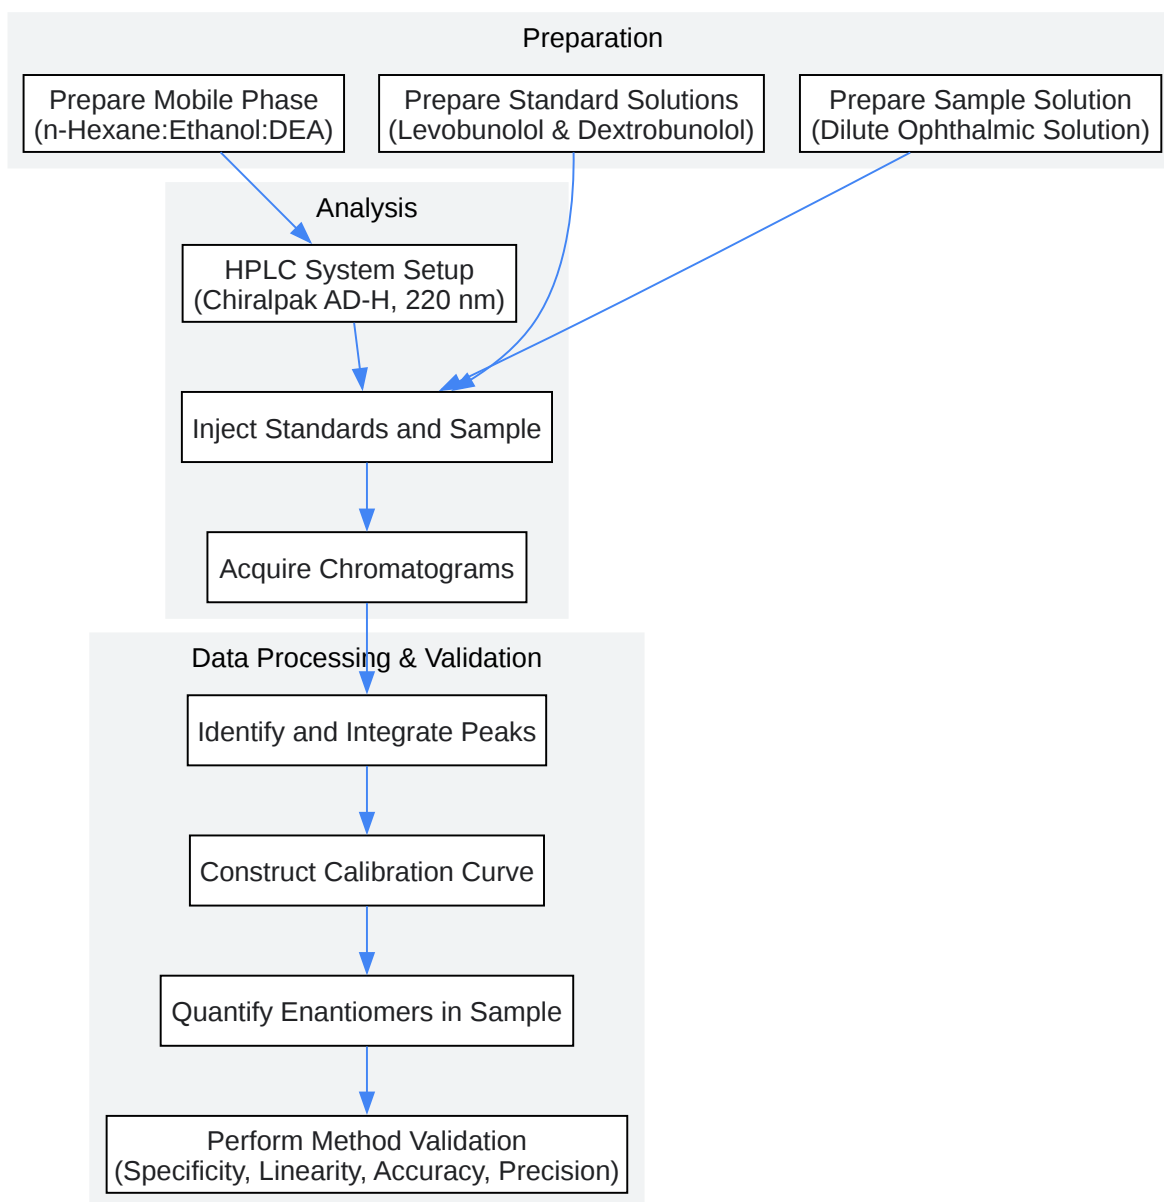 Preparation
Prepare Mobile Phase
(n-Hexane:Ethanol:DEA)
Prepare Standard Solutions
(Levobunolol & Dextrobunolol)
Prepare Sample Solution
(Dilute Ophthalmic Solution)
Analysis
HPLC System Setup
(Chiralpak AD-H, 220 nm)
Inject Standards and Sample
Acquire Chromatograms
Data Processing & Validation
Identify and Integrate Peaks
Construct Calibration Curve
Quantify Enantiomers in Sample
Perform Method Validation
(Specificity, Linearity, Accuracy, Precision)